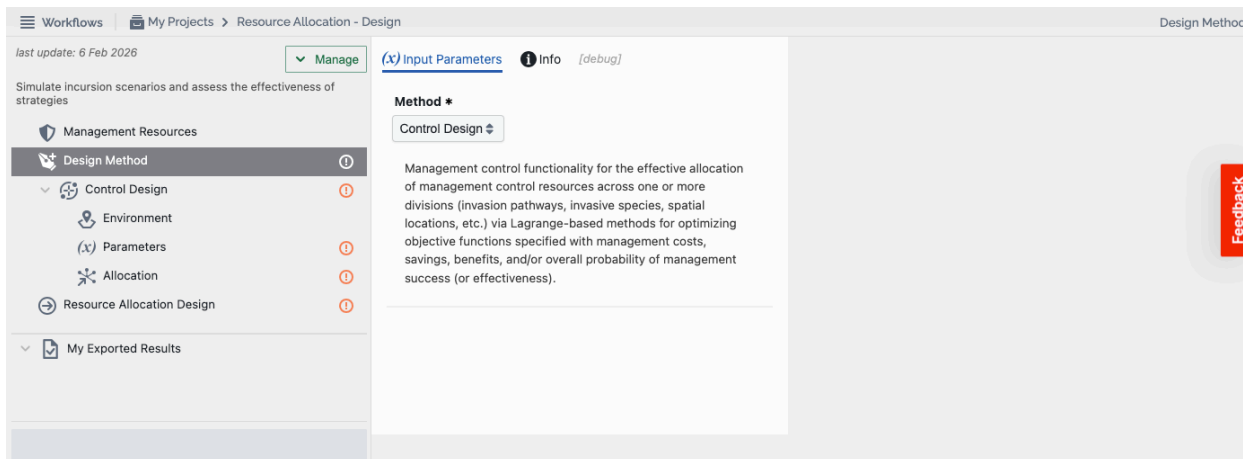 Workflows My Projects > Resource Allocation - Design Design Method
last update: 6 Feb 2026
Manage
Simulate incursion scenarios and assess the effectiveness of
strategies
Management Resources
Design Method
Control Design
Environment
(x) Parameters
Allocation
Resource Allocation Design
My Exported Results
(x) Input Parameters Info [debug]
Method *
Control Design
Management control functionality for the effective allocation
of management control resources across one or more
divisions (invasion pathways, invasive species, spatial
locations, etc.) via Lagrange-based methods for optimizing
objective functions specified with management costs,
savings, benefits, and/or overall probability of management
success (or effectiveness).
Feedback